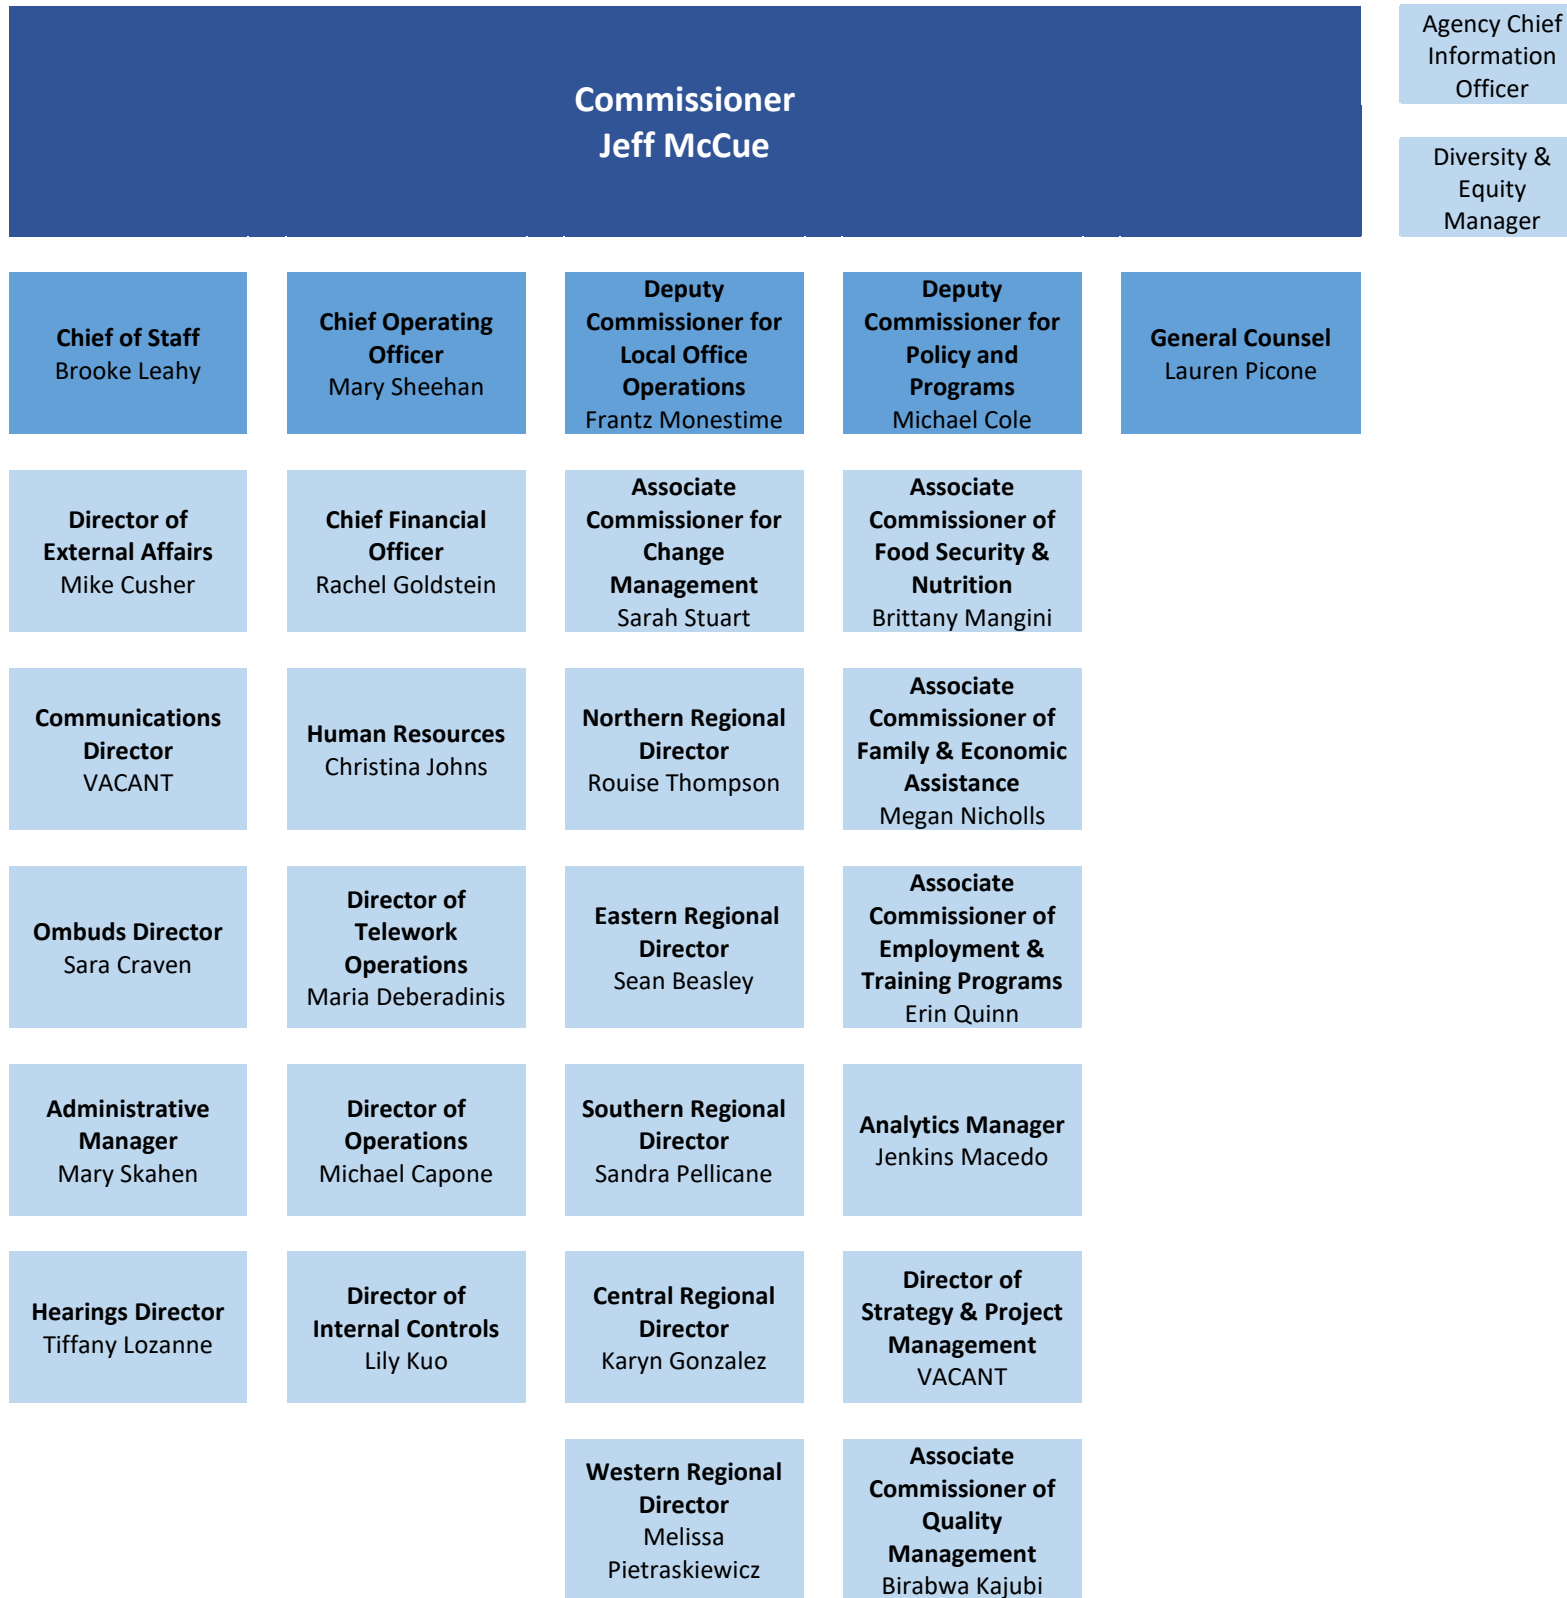 Commissioner
Jeff McCue
Agency Chief
Information
Officer
Diversity &
Equity
Manager
Chief of Staff
Brooke Leahy
Chief Operating
Officer
Mary Sheehan
Deputy
Commissioner for
Local Office
Operations
Frantz Monestime
Deputy
Commissioner for
Policy and
Programs
Michael Cole
General Counsel
Lauren Picone
Director of
External Affairs
Mike Cusher
Chief Financial
Officer
Rachel Goldstein
Associate
Commissioner for
Change
Management
Sarah Stuart
Associate
Commissioner of
Food Security &
Nutrition
Brittany Mangini
Communications
Director
VACANT
Human Resources
Christina Johns
Northern Regional
Director
Rouise Thompson
Associate
Commissioner of
Family & Economic
Assistance
Megan Nicholls
Ombuds Director
Sara Craven
Director of
Telework
Operations
Maria Deberadinis
Eastern Regional
Director
Sean Beasley
Associate
Commissioner of
Employment &
Training Programs
Erin Quinn
Administrative
Manager
Mary Skahen
Director of
Operations
Michael Capone
Southern Regional
Director
Sandra Pellicane
Analytics Manager
Jenkins Macedo
Hearings Director
Tiffany Lozanne
Director of
Internal Controls
Lily Kuo
Central Regional
Director
Karyn Gonzalez
Director of
Strategy & Project
Management
VACANT
Western Regional
Director
Melissa
Pietraskiewicz
Associate
Commissioner of
Quality
Management
Birabwa Kajubi